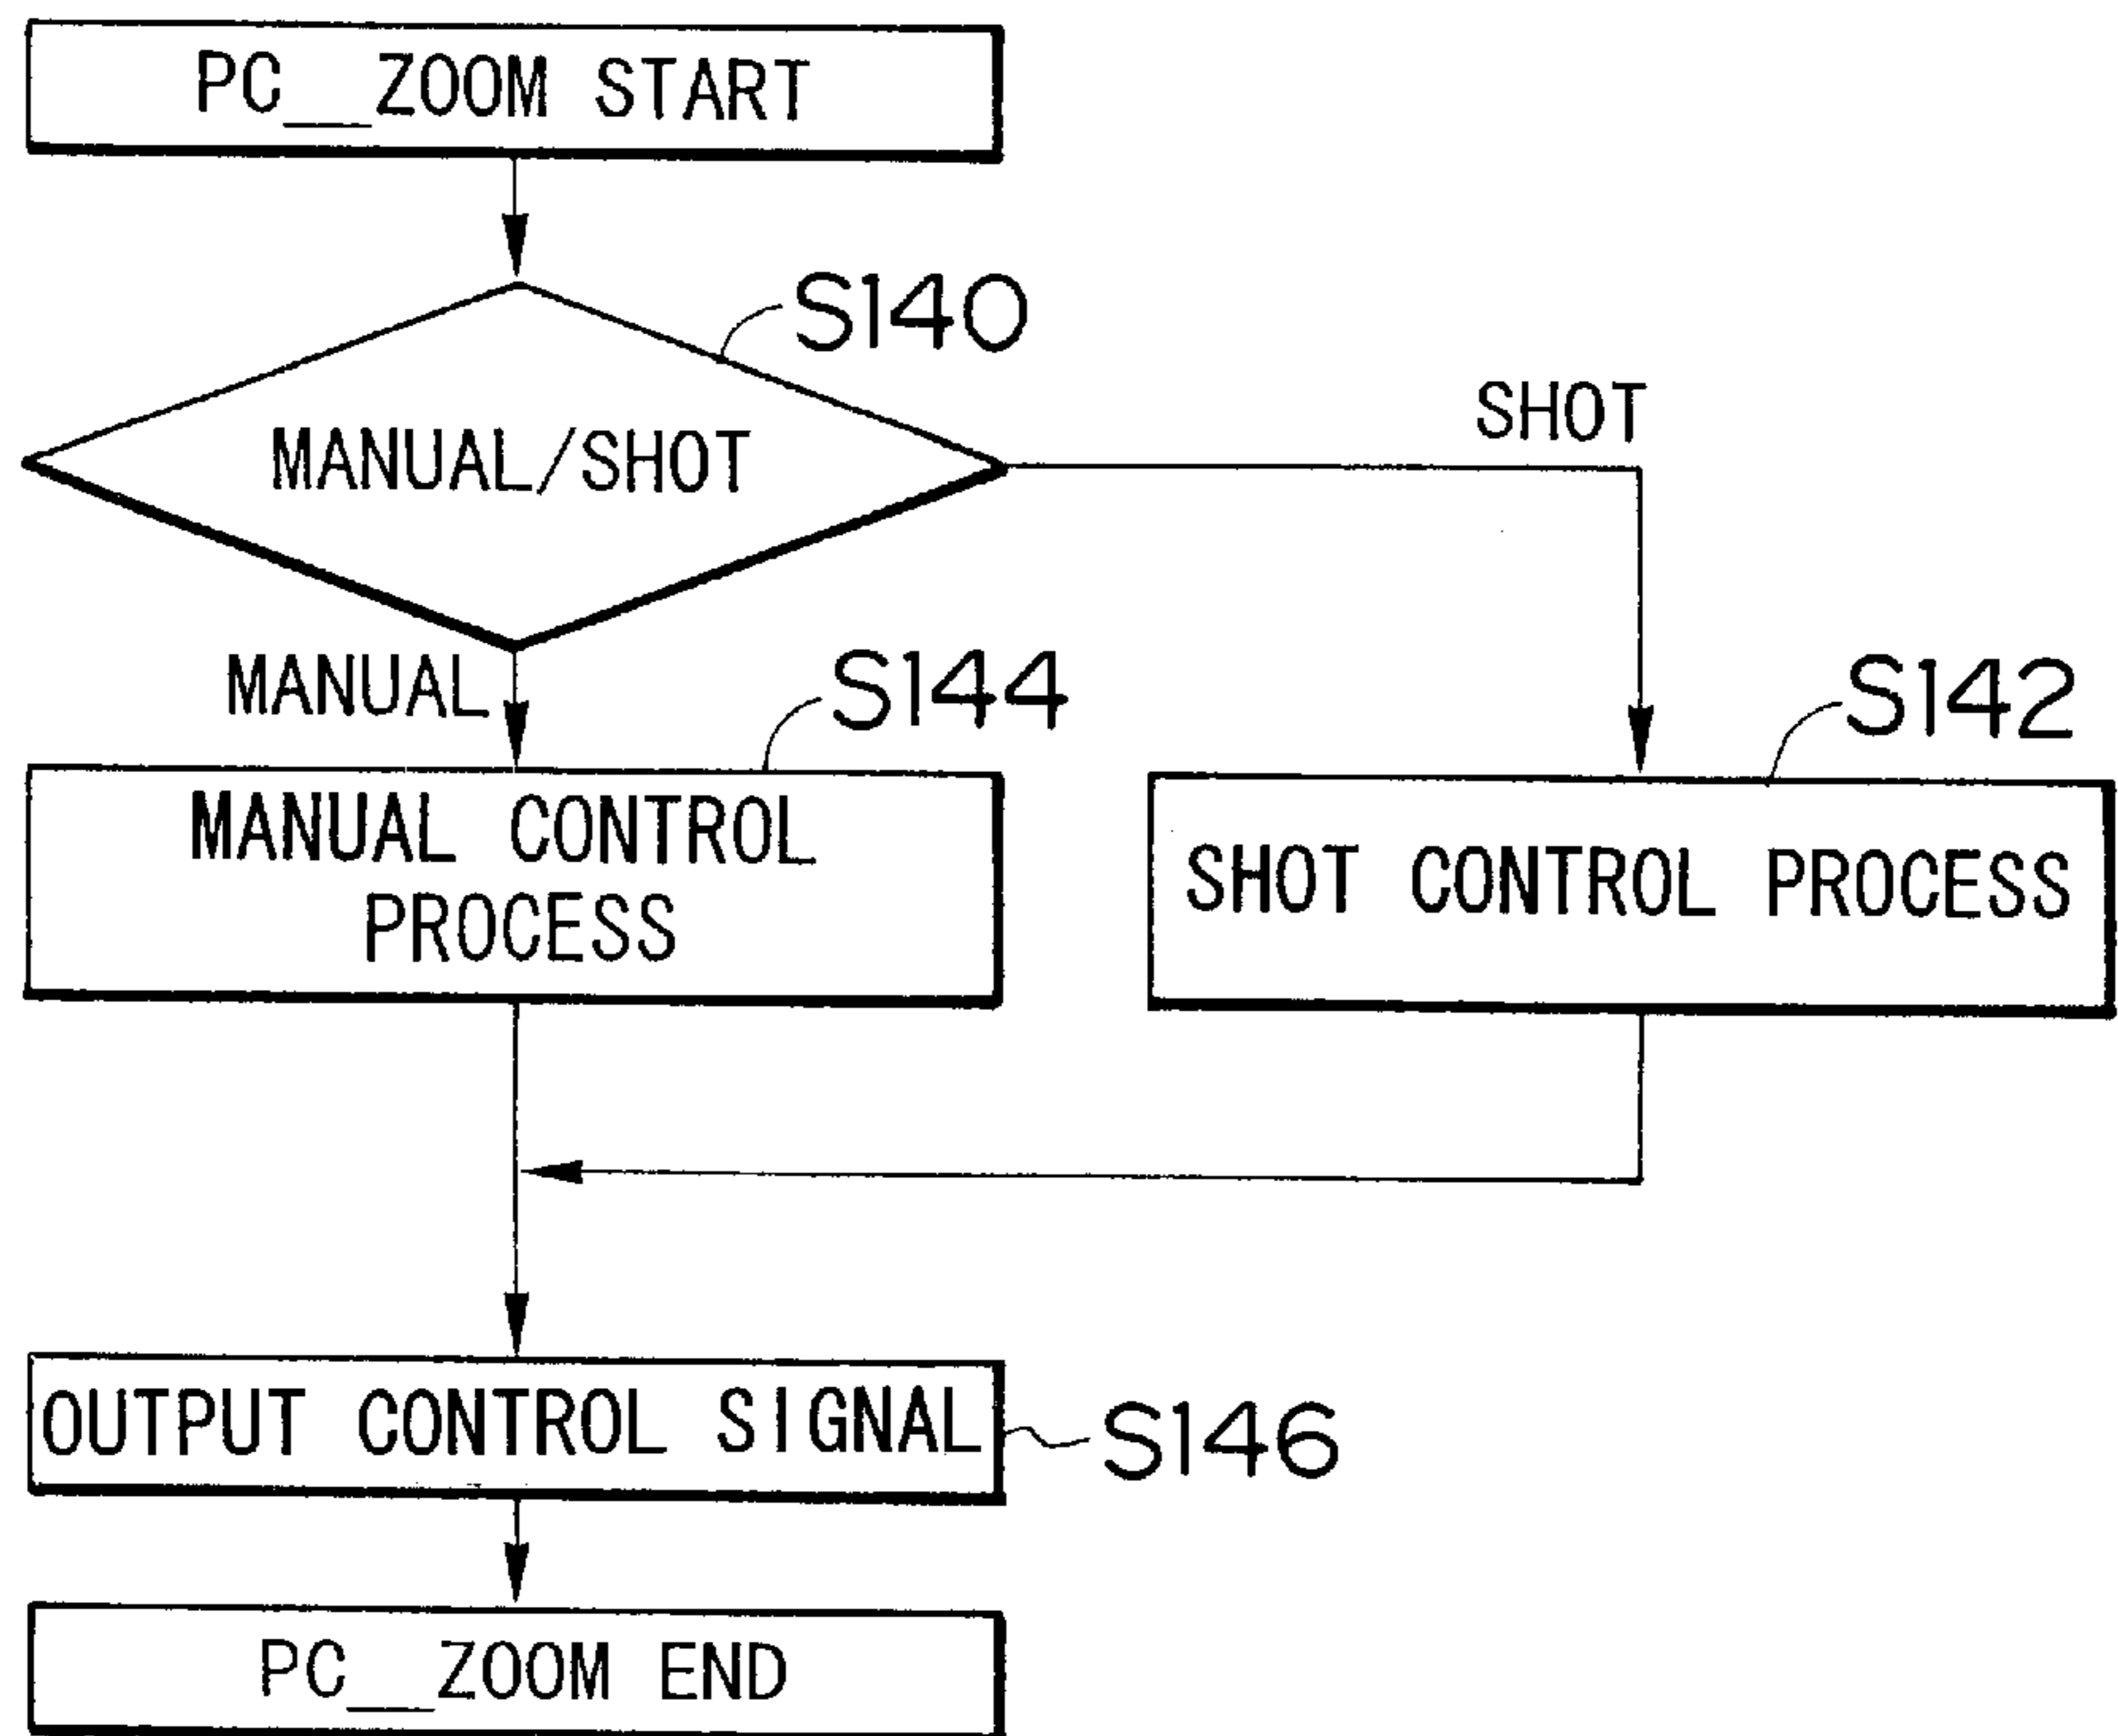 PC__ZOOM START
S140
MANUAL/SHOT
SHOT
MANUAL
S144
S142
MANUAL CONTROL
PROCESS
SHOT CONTROL PROCESS
OUTPUT CONTROL SIGNAL
S146
PC__ZOOM END